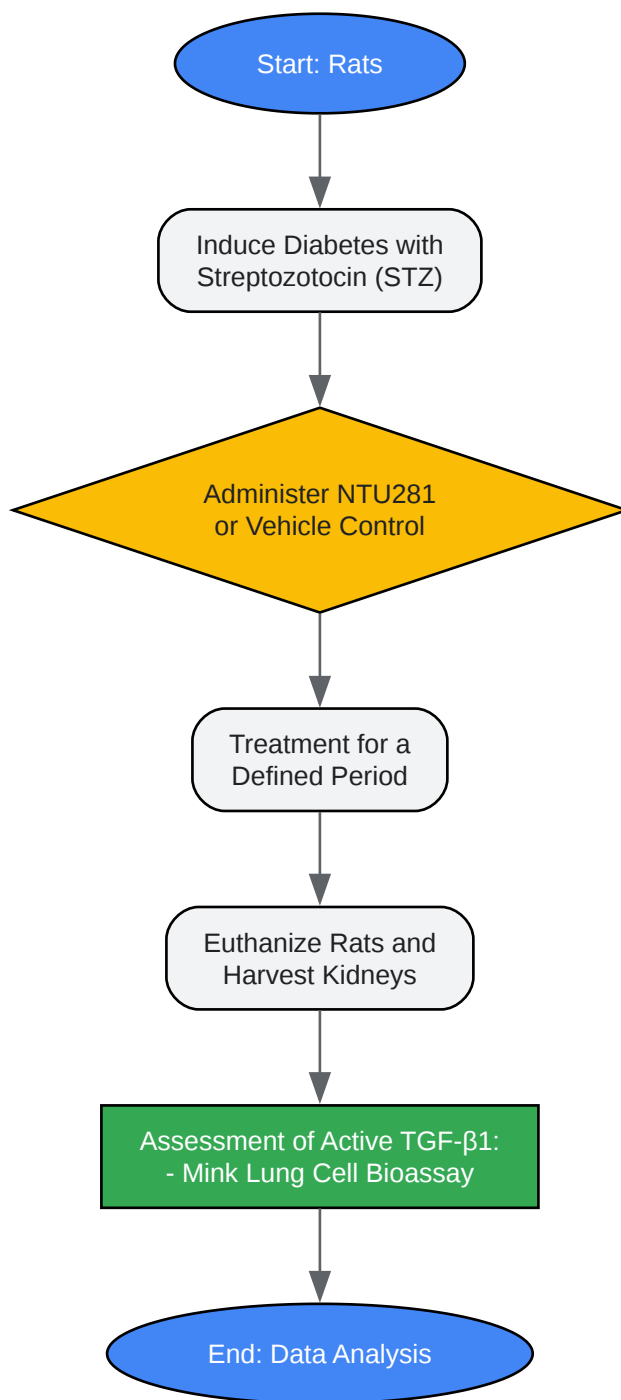 Start: Rats
Induce Diabetes with
Streptozotocin (STZ)
Administer NTU281
or Vehicle Control
Treatment for a
Defined Period
Euthanize Rats and
Harvest Kidneys
Assessment of Active TGF-β1:
- Mink Lung Cell Bioassay
End: Data Analysis